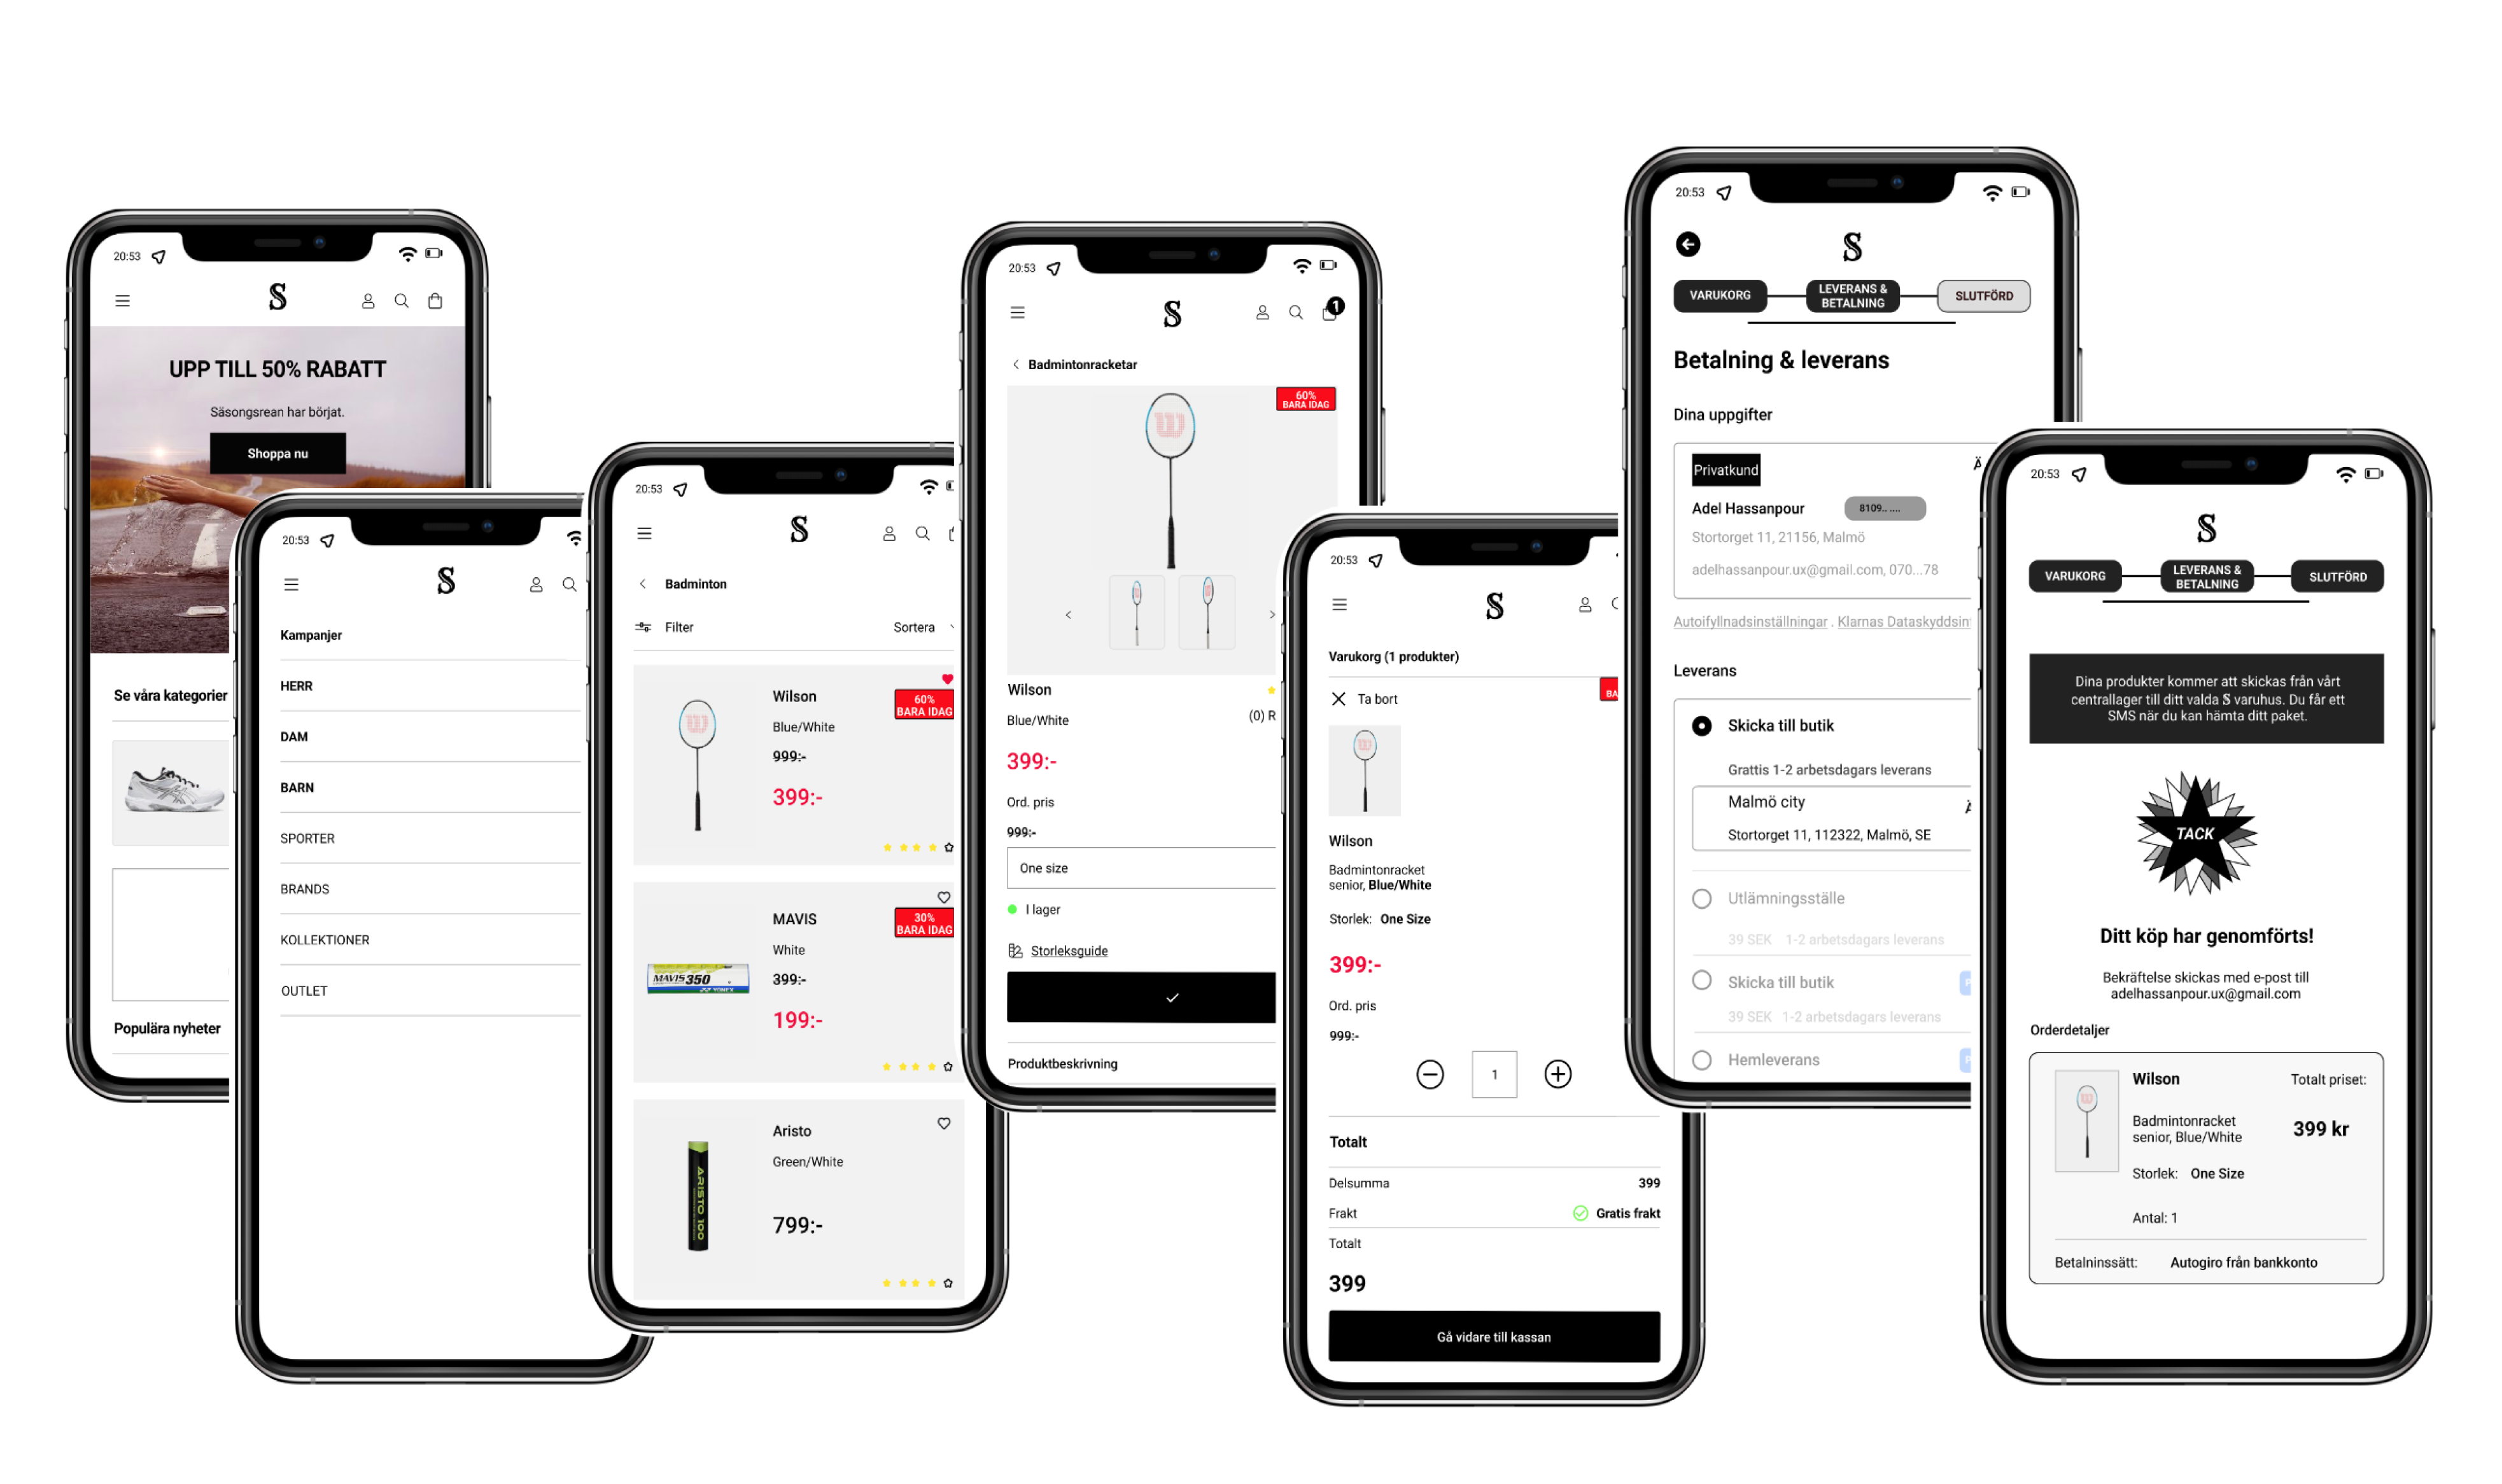 20:53
S
UPP TILL 50% RABATT
Säsongsrean har börjat.
Shoppa nu
Se våra kategorier
Populära nyheter
20:53
S
Kampanjer
HERR
DAM
BARN
SPORTER
BRANDS
KOLLEKTIONER
OUTLET
20:53
S
Badminton
Filter
Sortera
Wilson
60%
BARA IDAG
Blue/White
999:-
399:-
MAVIS
30%
BARA IDAG
White
399:-
199:-
MAVIS 350
YONEX
Aristo
Green/White
799:-
ARISTO 100
20:53
S
1
Badmintonracketar
60%
BARA IDAG
Wilson
Blue/White
(0) R
399:-
Ord. pris
999:-
One size
I lager
Storleksguide
Produktbeskrivning
20:53
S
Varukorg (1 produkter)
BA
Ta bort
Wilson
Badmintonracket
senior, Blue/White
Storlek: One Size
399:-
Ord. pris
999:-
1
Totalt
Delsumma 399
Frakt Gratis frakt
Totalt
399
Gå vidare till kassan
20:53
S
VARUKORG
LEVERANS &
BETALNING
SLUTFÖRD
Betalning & leverans
Dina uppgifter
Privatkund
Ä
Adel Hassanpour
8109.. ....
Stortorget 11, 21156, Malmö
adelhassanpour.ux@gmail.com, 070...78
Autoifyllnadsinställningar . Klarnas Dataskyddsin
Leverans
Skicka till butik
Grattis 1-2 arbetsdagars leverans
Malmö city
Ä
Stortorget 11, 112322, Malmö, SE
Utlämningsställe
39 SEK 1-2 arbetsdagars leverans
Skicka till butik
P
39 SEK 1-2 arbetsdagars leverans
Hemleverans
P
20:53
S
VARUKORG
LEVERANS &
BETALNING
SLUTFÖRD
Dina produkter kommer att skickas från vårt
centrallager till ditt valda S varuhus. Du får ett
SMS när du kan hämta ditt paket.
TACK
Ditt köp har genomförts!
Bekräftelse skickas med e-post till
adelhassanpour.ux@gmail.com
Orderdetaljer
Wilson
Totalt priset:
Badmintonracket
senior, Blue/White
399 kr
Storlek: One Size
Antal: 1
Betalninssätt: Autogiro från bankkonto